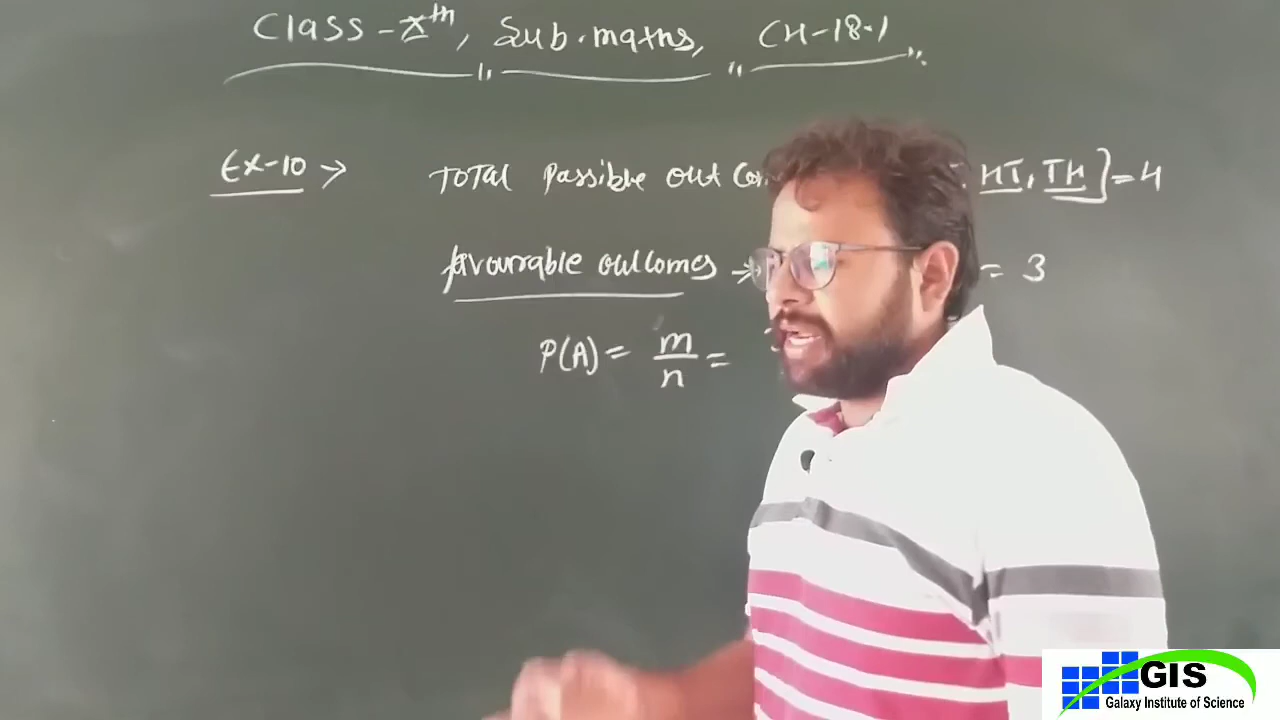 Class-Xth, Sub.maths, CH-18.1
Ex-10 → Total Passible out HT, TH] = 4
favourable outcomes → = 3
P(A) = m/n =
GIS
Galaxy Institute of Science